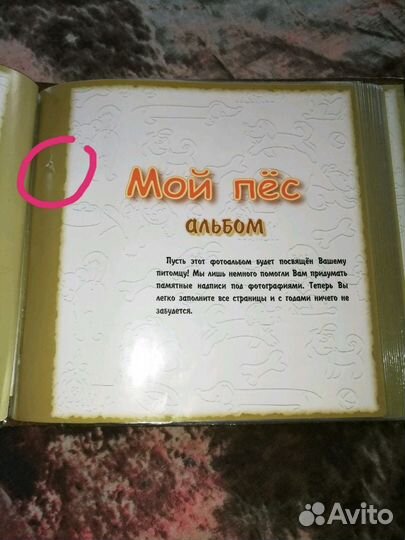 Мой пёс
альбом
Пусть этот фотоальбом будет посвящён Вашему
питомцу! Мы лишь немного помогли Вам придумать
памятные надписи под фотографиями. Теперь Вы
легко заполните все страницы и с годами ничего не
забудется.
Avito